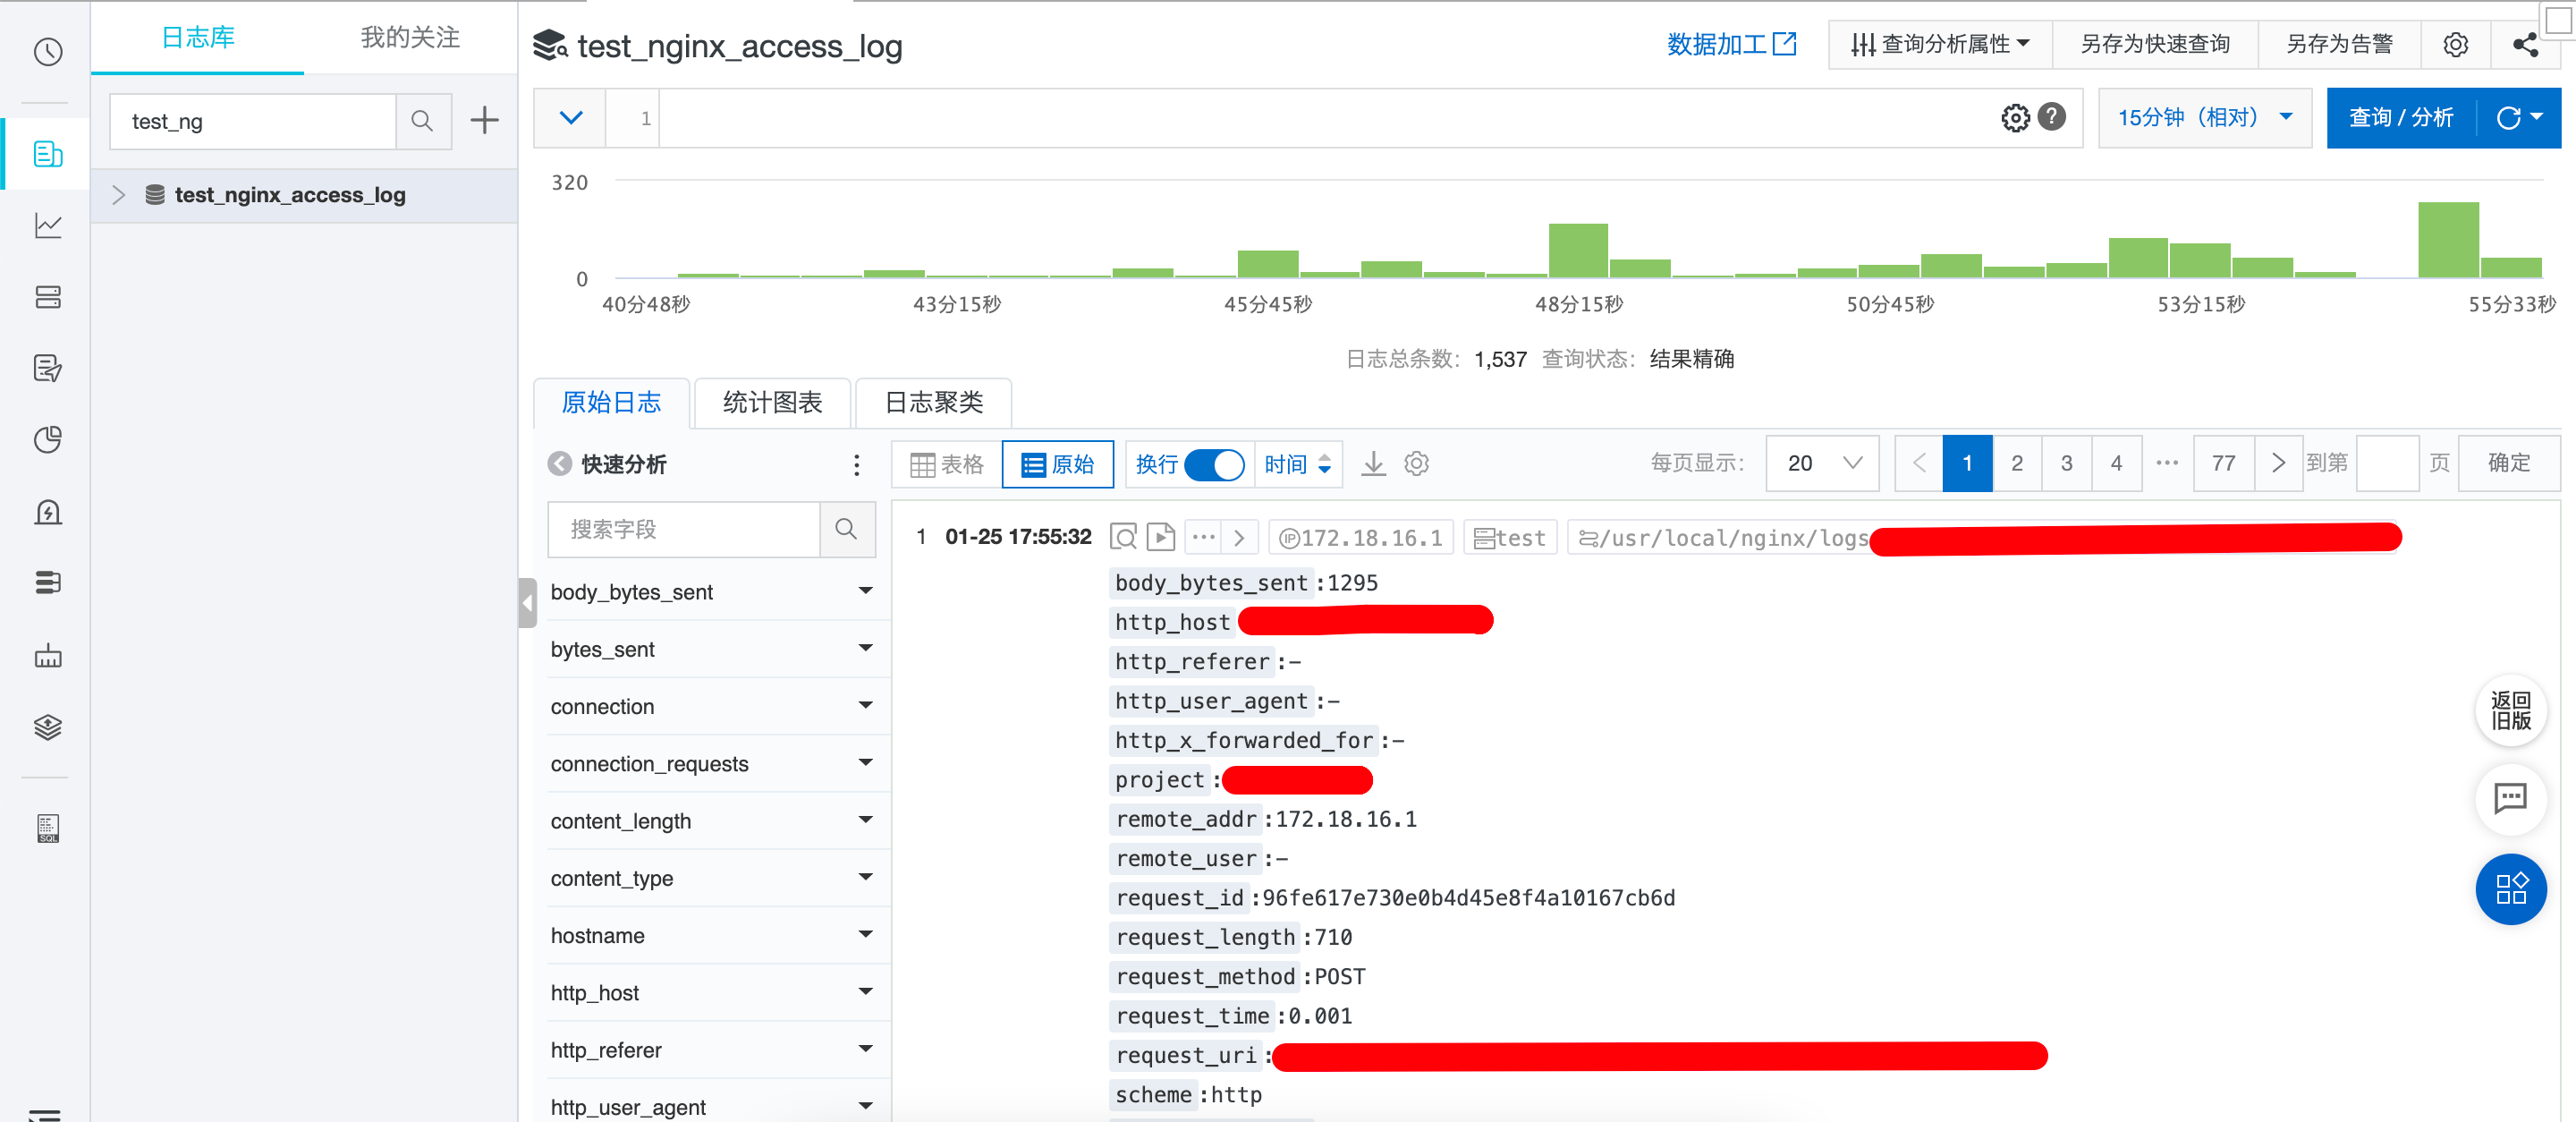 日志库 我的关注
test_ng
test_nginx_access_log
test_nginx_access_log
数据加工 查询分析属性 另存为快速查询 另存为告警
1
? 15分钟（相对） 查询 / 分析
320
0
40分48秒 43分15秒 45分45秒 48分15秒 50分45秒 53分15秒 55分33秒
日志总条数: 1,537 查询状态: 结果精确
原始日志 统计图表 日志聚类
快速分析
表格 原始 换行 时间 每页显示: 20 1 2 3 4 ••• 77 到第 页 确定
搜索字段
body_bytes_sent
bytes_sent
connection
connection_requests
content_length
content_type
hostname
http_host
http_referer
http_user_agent
1 01-25 17:55:32 ••• IP 172.18.16.1 test /usr/local/nginx/logs
body_bytes_sent :1295
http_host
http_referer :-
http_user_agent :-
http_x_forwarded_for :-
project :
remote_addr :172.18.16.1
remote_user :-
request_id :96fe617e730e0b4d45e8f4a10167cb6d
request_length :710
request_method :POST
request_time :0.001
request_uri :
scheme :http
返回
旧版
SQL